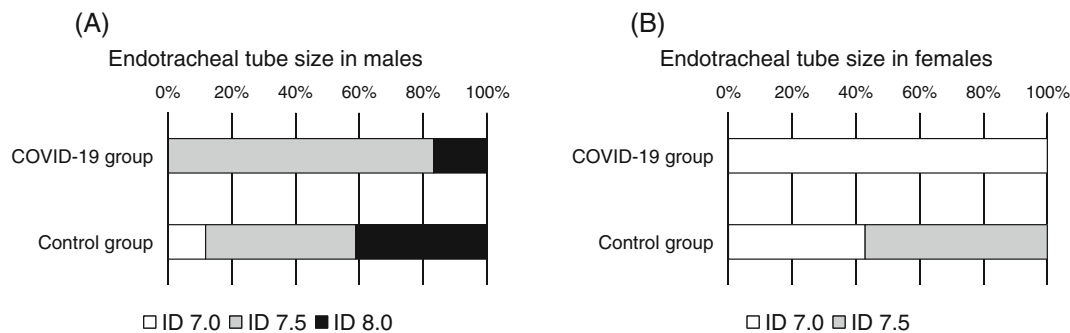 (A)
Endotracheal tube size in males
0% 20% 40% 60% 80% 100%
COVID-19 group
Control group
ID 7.0 ID 7.5 ID 8.0
(B)
Endotracheal tube size in females
0% 20% 40% 60% 80% 100%
COVID-19 group
Control group
ID 7.0 ID 7.5